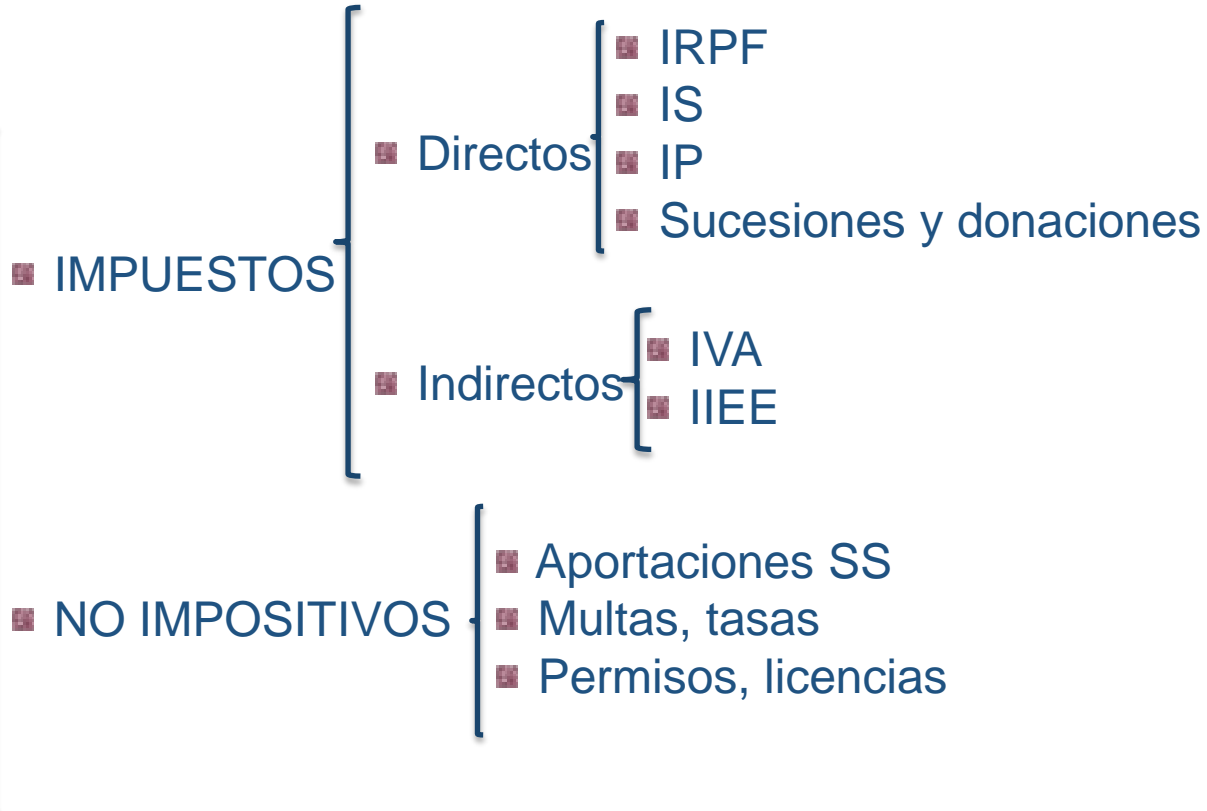 IMPUESTOS
Directos
IRPF
IS
IP
Sucesiones y donaciones
Indirectos
IVA
IIEE
NO IMPOSITIVOS
Aportaciones SS
Multas, tasas
Permisos, licencias